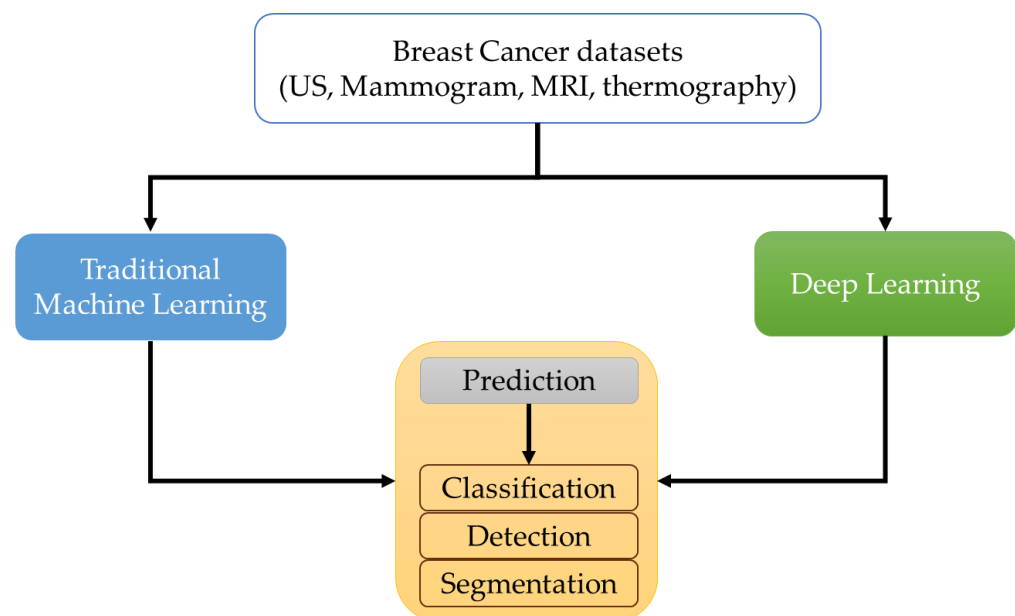 Breast Cancer datasets
(US, Mammogram, MRI, thermography)
Traditional
Machine Learning
Deep Learning
Prediction
Classification
Detection
Segmentation